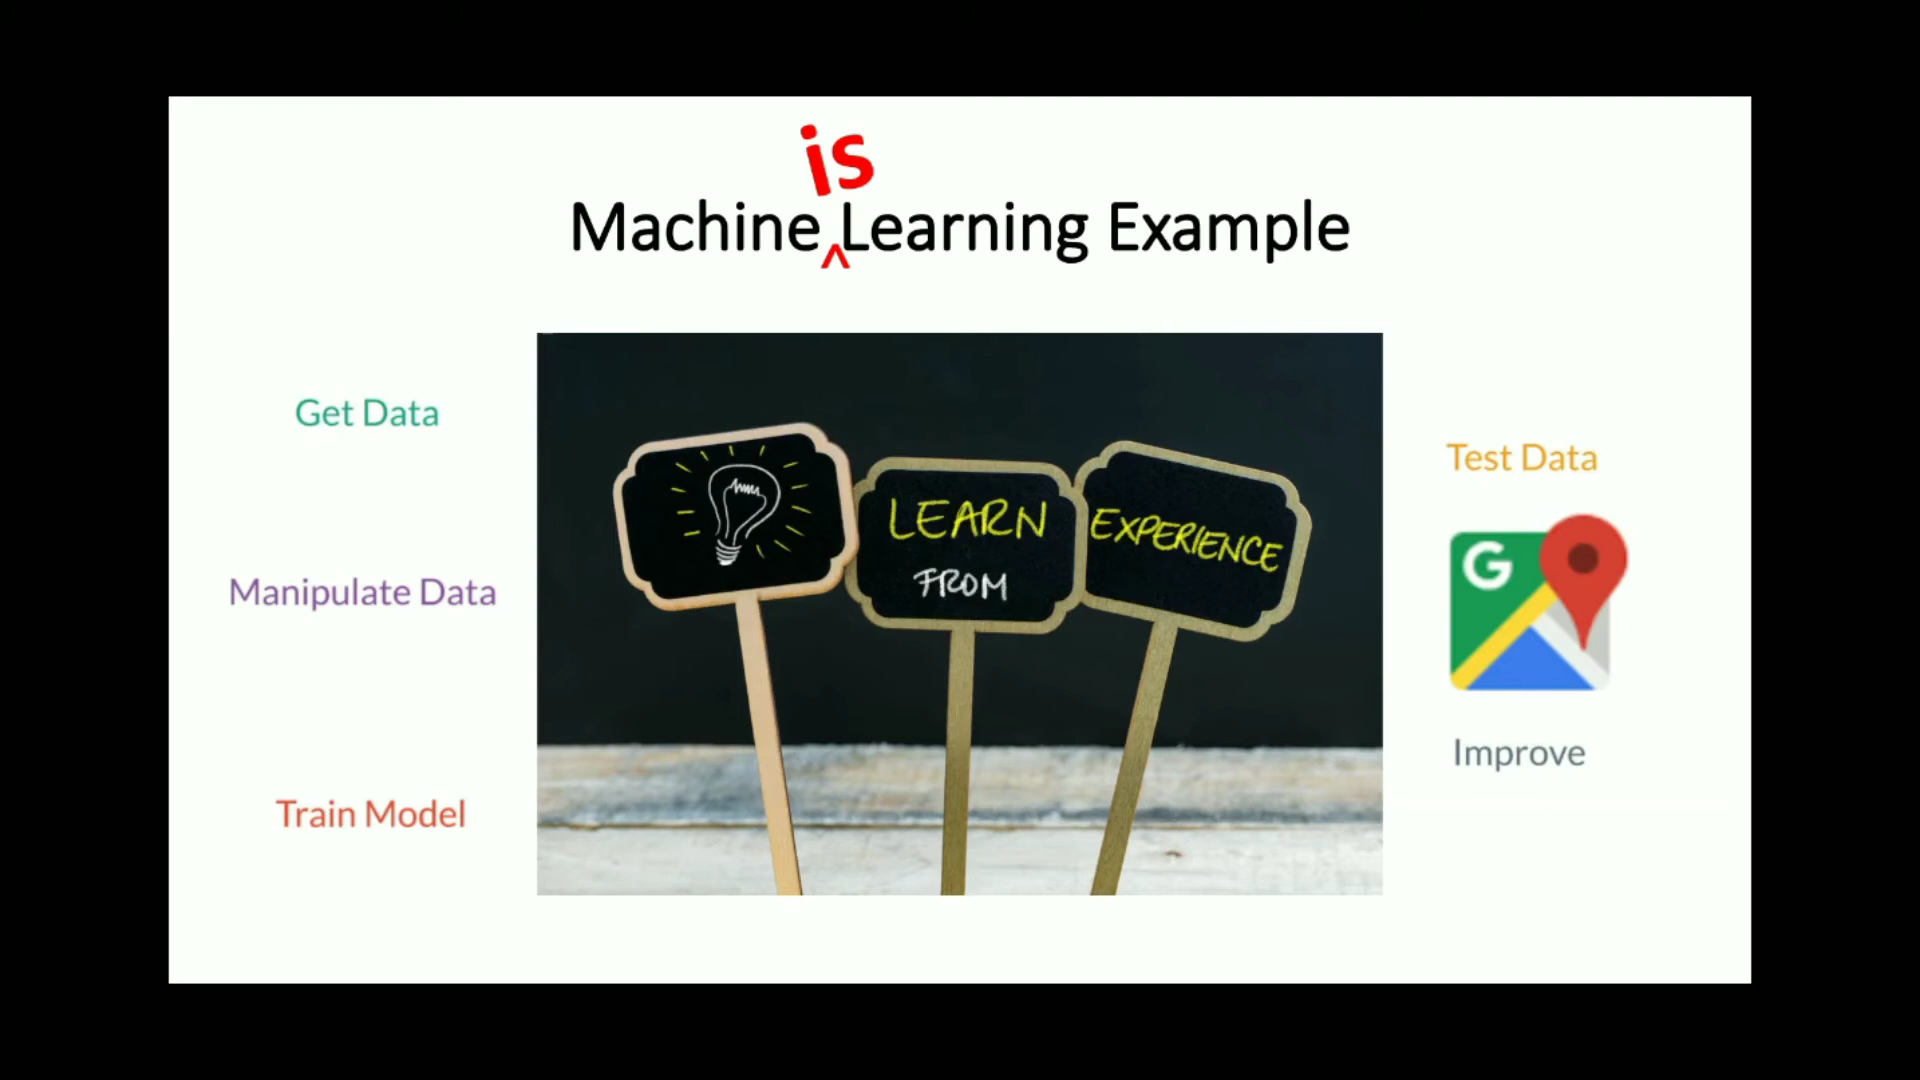 is
Machine ^ Learning Example
Get Data
Manipulate Data
Train Model
LEARN
FROM
EXPERIENCE
Test Data
G
Improve